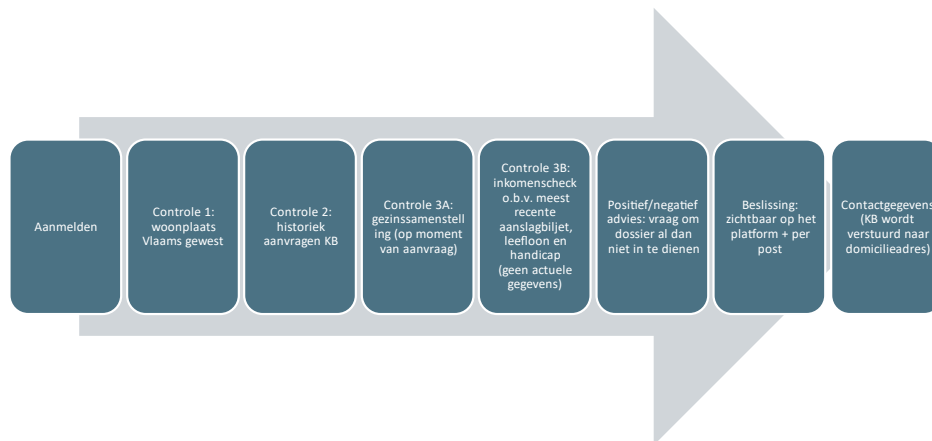 Aanmelden
Controle 1:
woonplaats
Vlaams gewest
Controle 2:
historiek
aanvragen KB
Controle 3A:
gezinssamenstell
ing (op moment
van aanvraag)
Controle 3B:
inkomenscheck
o.b.v. meest
recente
aanslagbiljet,
leefloon en
handicap
(geen actuele
gegevens)
Positief/negatief
advies: vraag om
dossier al dan
niet in te dienen
Beslissing:
zichtbaar op het
platform + per
post
Contactgegevens
(KB wordt
verstuurd naar
domicilieadres)